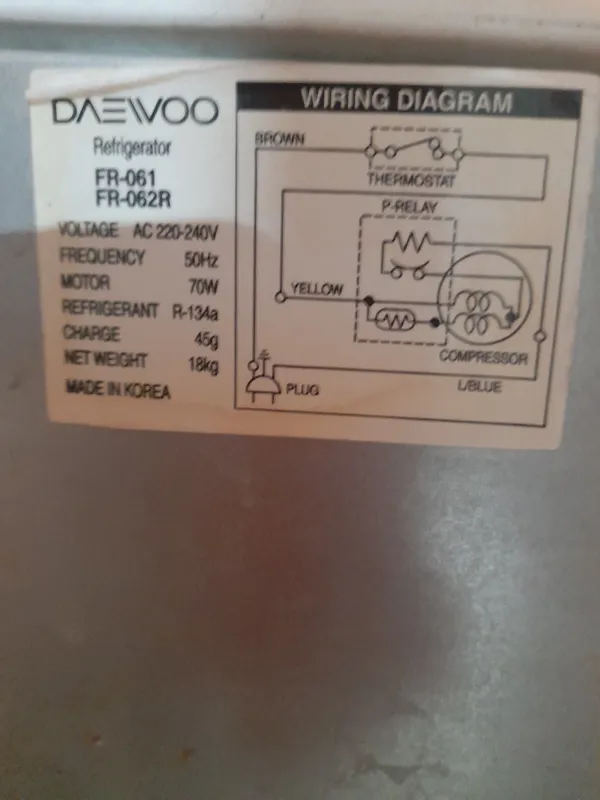 DAEWOO
Refrigerator
FR-061
FR-062R
VOLTAGE AC 220-240V
FREQUENCY 50Hz
MOTOR 70W
REFRIGERANT R-134a
CHARGE 45g
NET WEIGHT 18kg
MADE IN KOREA
WIRING DIAGRAM
BROWN
THERMOSTAT
P-RELAY
YELLOW
COMPRESSOR
PLUG
L/BLUE